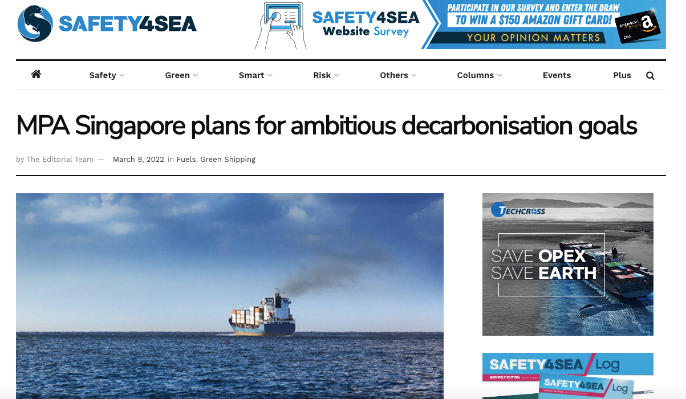 SAFETY4SEA
SAFETY4SEA
Website Survey
PARTICIPATE IN OUR SURVEY AND ENTER THE DRAW
TO WIN A $150 AMAZON GIFT CARD!
YOUR OPINION MATTERS
Safety
Green
Smart
Risk
Others
Columns
Events
Plus
MPA Singapore plans for ambitious decarbonisation goals
by The Editorial Team — March 9, 2022 in Fuels, Green Shipping
TECHCROSS
SAVE OPEX
SAVE EARTH
SAFETY4SEA Log
MONTHLY EDITION
SAFETY4SEA Log